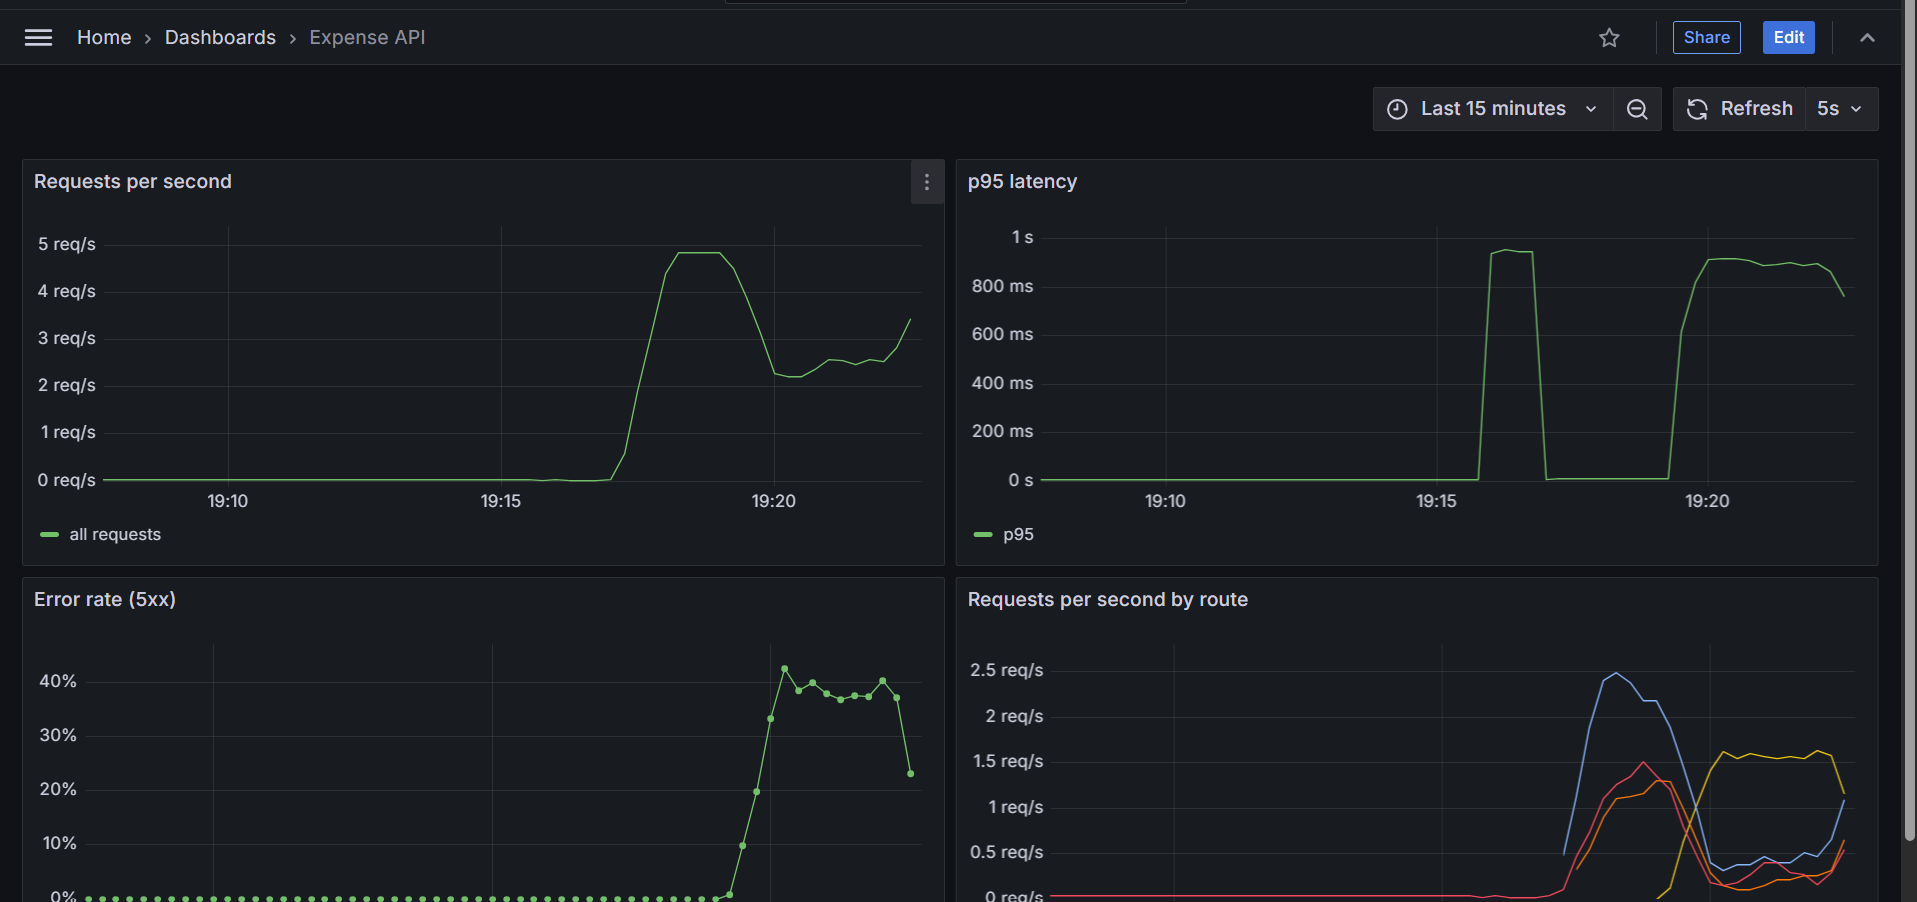 Home › Dashboards › Expense API
Share
Edit
Last 15 minutes
Refresh
5s
Requests per second
5 req/s
4 req/s
3 req/s
2 req/s
1 req/s
0 req/s
19:10 19:15 19:20
all requests
p95 latency
1 s
800 ms
600 ms
400 ms
200 ms
0 s
19:10 19:15 19:20
p95
Error rate (5xx)
40%
30%
20%
10%
0%
Requests per second by route
2.5 req/s
2 req/s
1.5 req/s
1 req/s
0.5 req/s
0 req/s